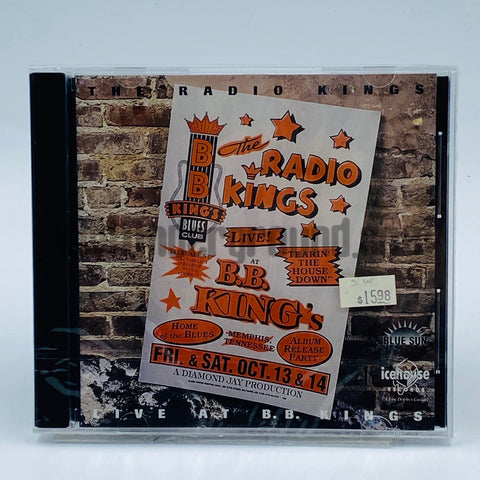 THE RADIO KINGS
The
RADIO
KINGS
B
B
KING'S
BLUES
CLUB
LIVE!
AT
"TEARIN'
THE
HOUSE
DOWN"
B.B.
KING's
S.W
$15.98
HOME
of the BLUES
MEMPHIS,
TENNESSEE
ALBUM
RELEASE
PARTY
FRI. & SAT. OCT. 13 & 14
A DIAMOND JAY PRODUCTION
BLUE SUN
icehouse
RECORDS
LIVE AT B.B. KINGS